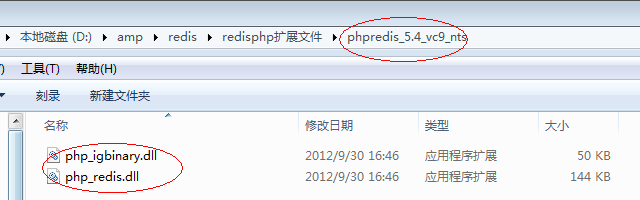 本地磁盘 (D:) ▸ amp ▸ redis ▸ redisphp扩展文件 ▸ phpredis_5.4_vc9_nts
工具(T) 帮助(H)
刻录 新建文件夹
名称 修改日期 类型 大小
php_igbinary.dll 2012/9/30 16:46 应用程序扩展 50 KB
php_redis.dll 2012/9/30 16:46 应用程序扩展 144 KB